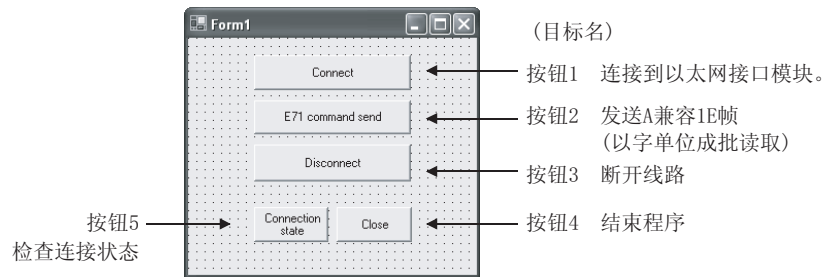 Form1
(目标名)
Connect
按钮1 连接到以太网接口模块。
E71 command send
按钮2 发送A兼容1E帧
(以字单位成批读取)
Disconnect
按钮3 断开线路
按钮5
检查连接状态
Connection
state
Close
按钮4 结束程序